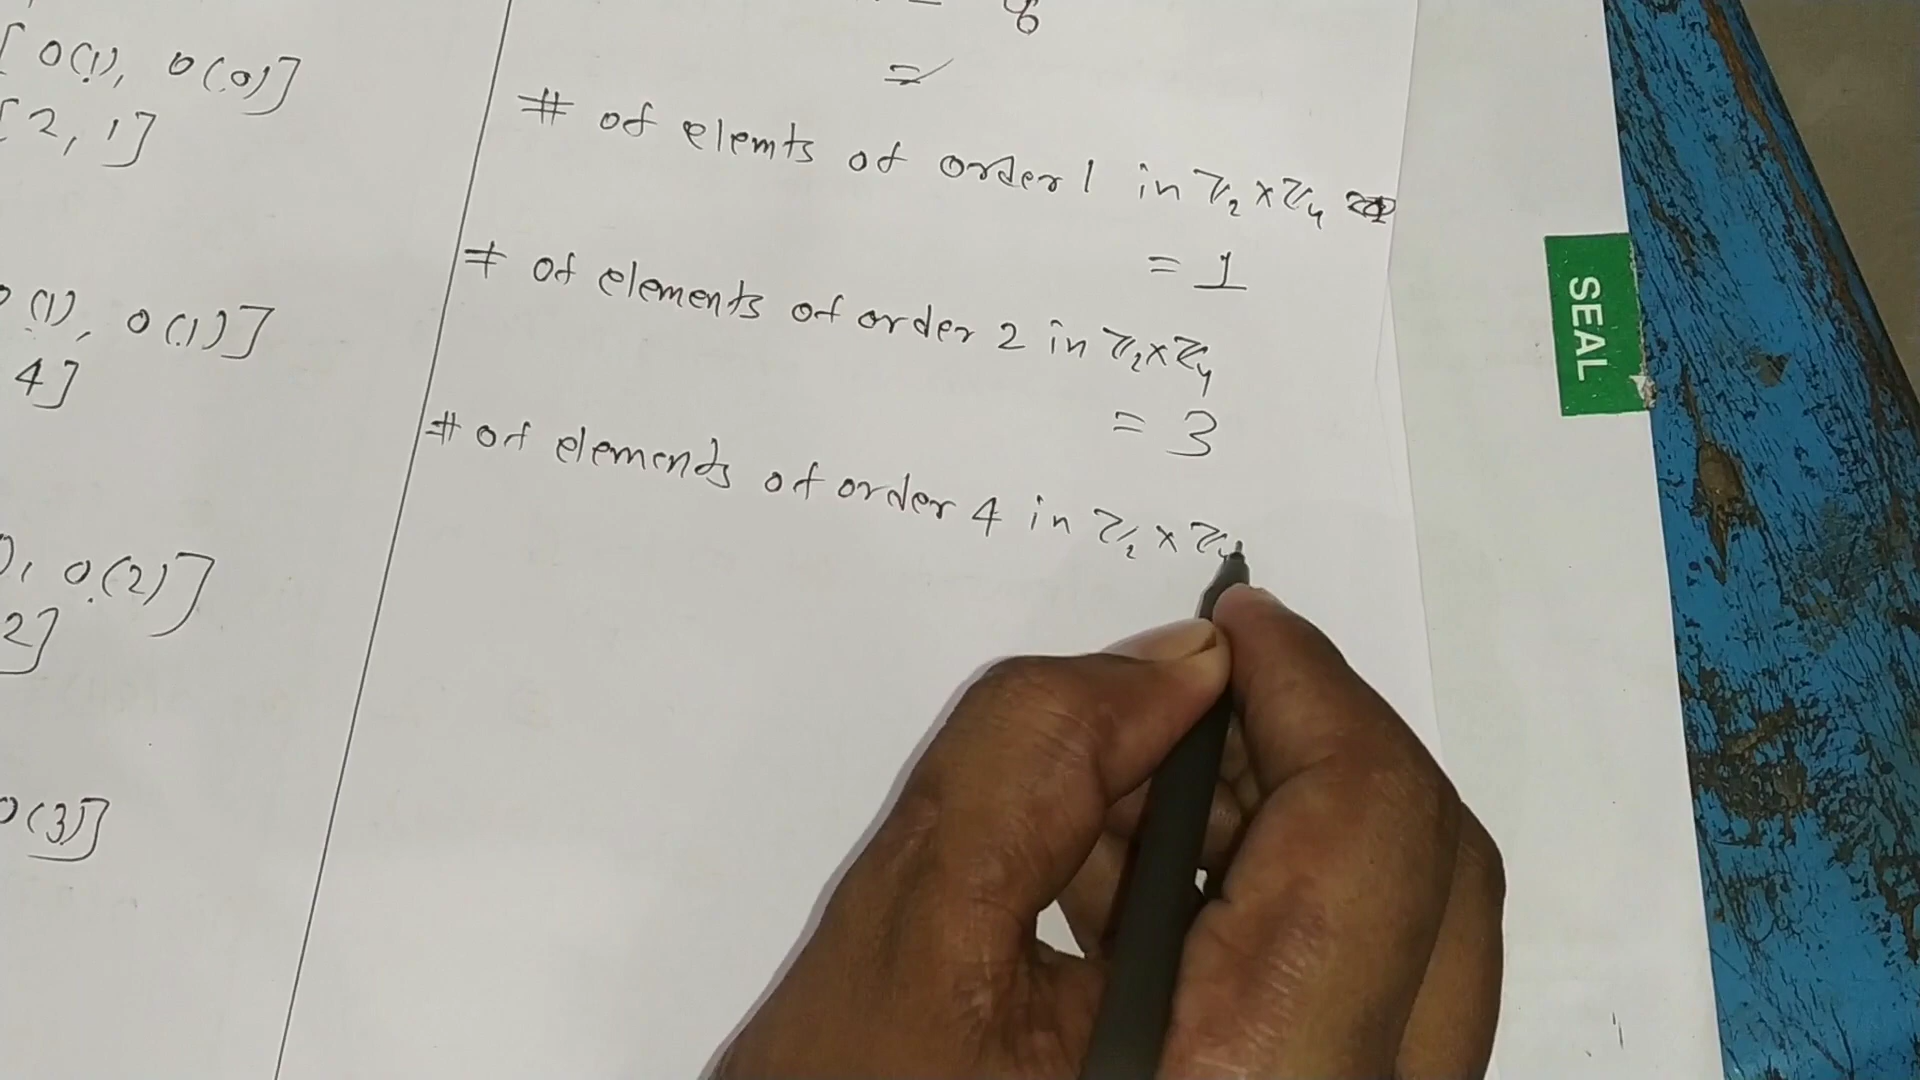 [ O(1), O(0)]
[2, 1]
O(1), O(1)]
4]
), O(2)]
2]
O(3)]
= 8
=
# of elemts of order 1 in ℤ₂ × ℤ₄
= 1
# of elements of order 2 in ℤ₂ × ℤ₄
= 3
# of elements of order 4 in ℤ₂ × ℤ₄
SEAL